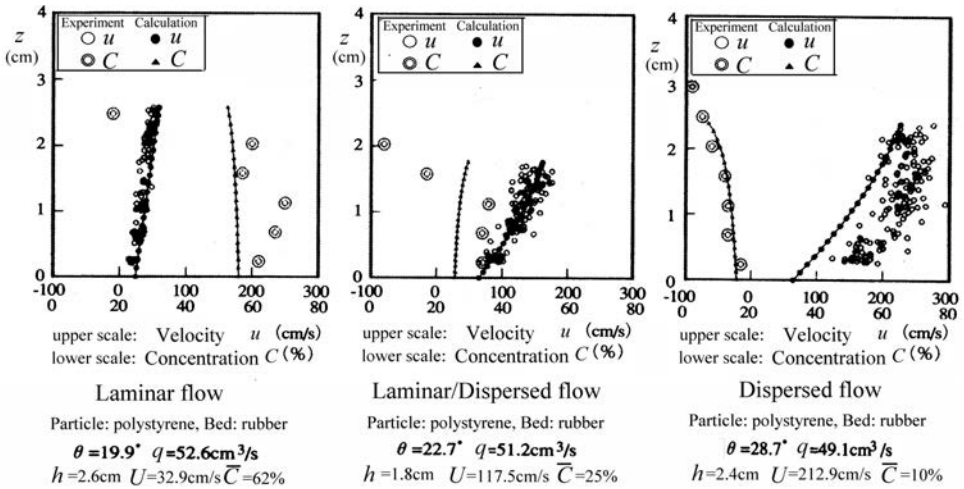 Experiment Calculation
u u
C C
z
(cm)
4
3
2
1
0
-100 0 100 200 300
0 20 40 60 80
upper scale: Velocity u (cm/s)
lower scale: Concentration C (%)
Laminar flow
Particle: polystyrene, Bed: rubber
θ=19.9° q=52.6cm³/s
h=2.6cm U=32.9cm/s C̅=62%
Experiment Calculation
u u
C C
z
(cm)
4
3
2
1
0
-100 0 100 200 300
0 20 40 60 80
upper scale: Velocity u (cm/s)
lower scale: Concentration C (%)
Laminar/Dispersed flow
Particle: polystyrene, Bed: rubber
θ=22.7° q=51.2cm³/s
h=1.8cm U=117.5cm/s C̅=25%
Experiment Calculation
u u
C C
z
(cm)
4
3
2
1
0
-100 0 100 200 300
0 20 40 60 80
upper scale: Velocity u (cm/s)
lower scale: Concentration C (%)
Dispersed flow
Particle: polystyrene, Bed: rubber
θ=28.7° q=49.1cm³/s
h=2.4cm U=212.9cm/s C̅=10%